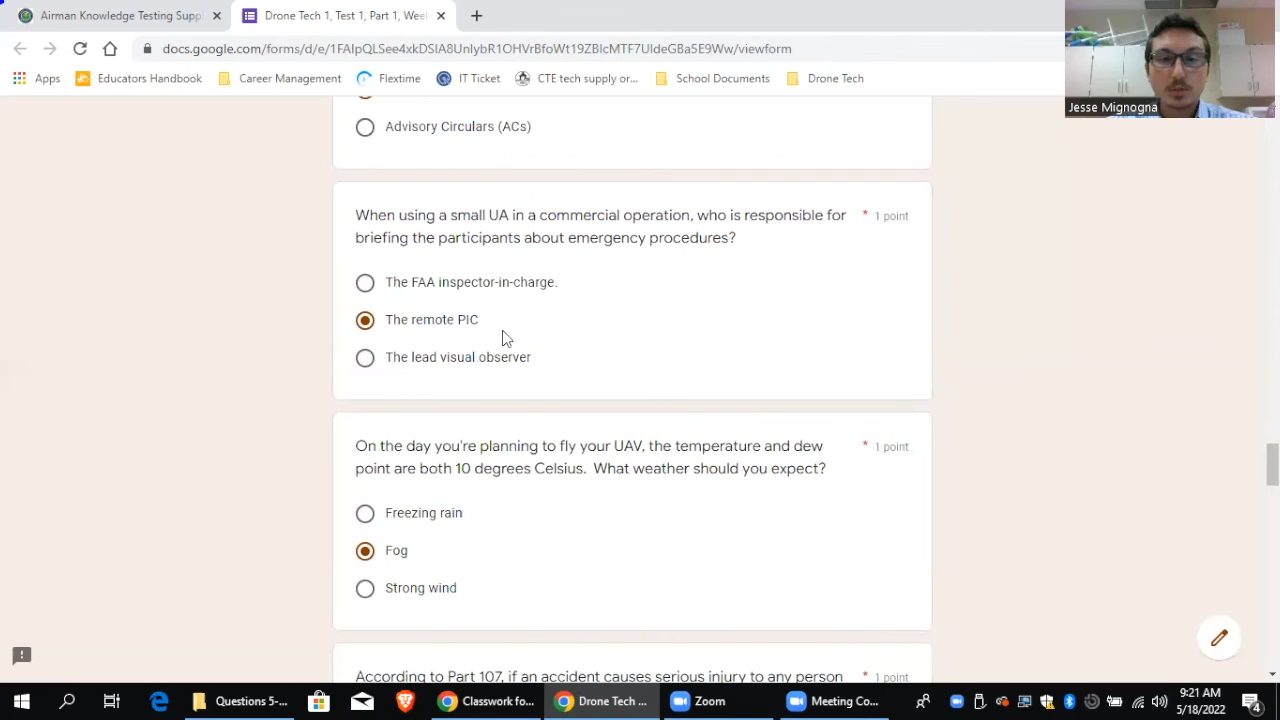 Airman Knowledge Testing Supp
Drone Tech 1, Test 1, Part 1, Wee
docs.google.com/forms/d/e/1FAIpQLSee4xkDSIA8UnlybR1OHVrBfoWt19ZBIcMTF7UldeGBa5E9Ww/viewform
Apps
Educators Handbook
Career Management
Flextime
IT Ticket
CTE tech supply or...
School Documents
Drone Tech
Jesse Mignogna
Advisory Circulars (ACs)
When using a small UA in a commercial operation, who is responsible for
briefing the participants about emergency procedures?
* 1 point
The FAA inspector-in-charge.
The remote PIC
The lead visual observer
On the day you're planning to fly your UAV, the temperature and dew
point are both 10 degrees Celsius. What weather should you expect?
* 1 point
Freezing rain
Fog
Strong wind
According to Part 107, if an accident causes serious injury to any person
* 1 point
Questions 5-...
Classwork fo...
Drone Tech ...
Zoom
Meeting Co...
9:21 AM
5/18/2022
4